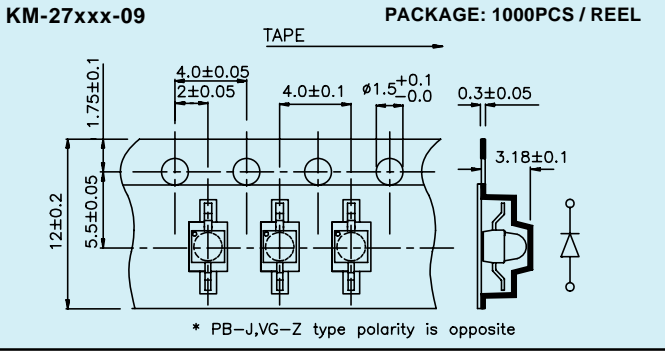 KM-27xxx-09
PACKAGE: 1000PCS / REEL
TAPE
1.75±0.1
4.0±0.05
2±0.05
4.0±0.1
ø1.5+0.1
−0.0
0.3±0.05
3.18±0.1
12±0.2
5.5±0.05
* PB−J,VG−Z type polarity is opposite